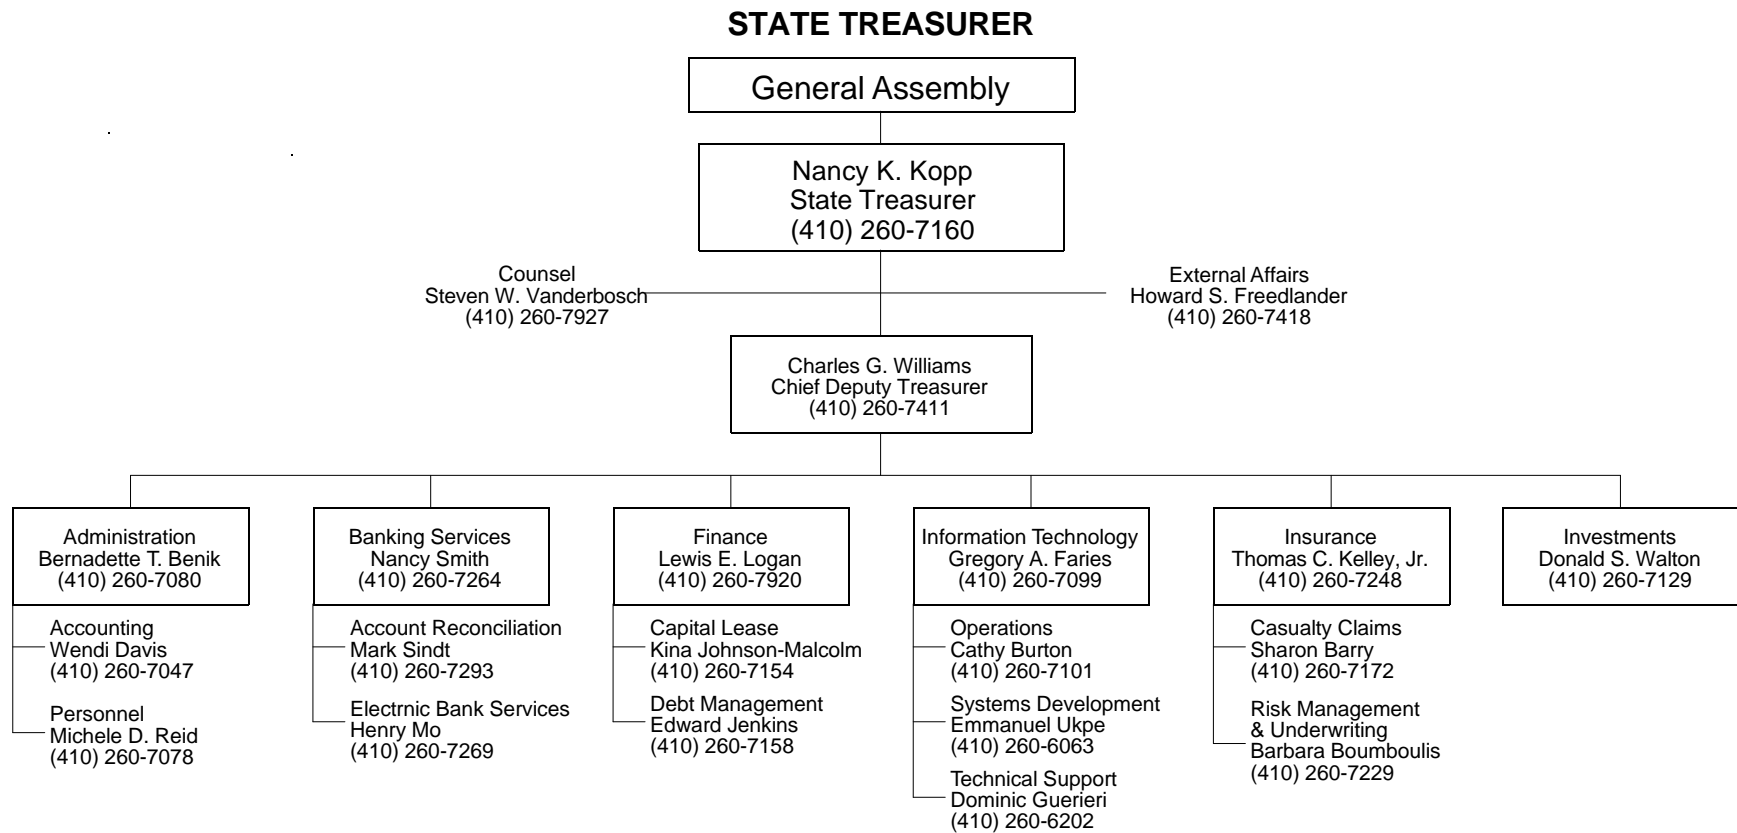 STATE TREASURER
General Assembly
Nancy K. Kopp
State Treasurer
(410) 260-7160
Counsel
Steven W. Vanderbosch
(410) 260-7927
External Affairs
Howard S. Freedlander
(410) 260-7418
Charles G. Williams
Chief Deputy Treasurer
(410) 260-7411
Administration
Bernadette T. Benik
(410) 260-7080
Accounting
Wendi Davis
(410) 260-7047
Personnel
Michele D. Reid
(410) 260-7078
Banking Services
Nancy Smith
(410) 260-7264
Account Reconciliation
Mark Sindt
(410) 260-7293
Electrnic Bank Services
Henry Mo
(410) 260-7269
Finance
Lewis E. Logan
(410) 260-7920
Capital Lease
Kina Johnson-Malcolm
(410) 260-7154
Debt Management
Edward Jenkins
(410) 260-7158
Information Technology
Gregory A. Faries
(410) 260-7099
Operations
Cathy Burton
(410) 260-7101
Systems Development
Emmanuel Ukpe
(410) 260-6063
Technical Support
Dominic Guerieri
(410) 260-6202
Insurance
Thomas C. Kelley, Jr.
(410) 260-7248
Casualty Claims
Sharon Barry
(410) 260-7172
Risk Management
& Underwriting
Barbara Boumboulis
(410) 260-7229
Investments
Donald S. Walton
(410) 260-7129